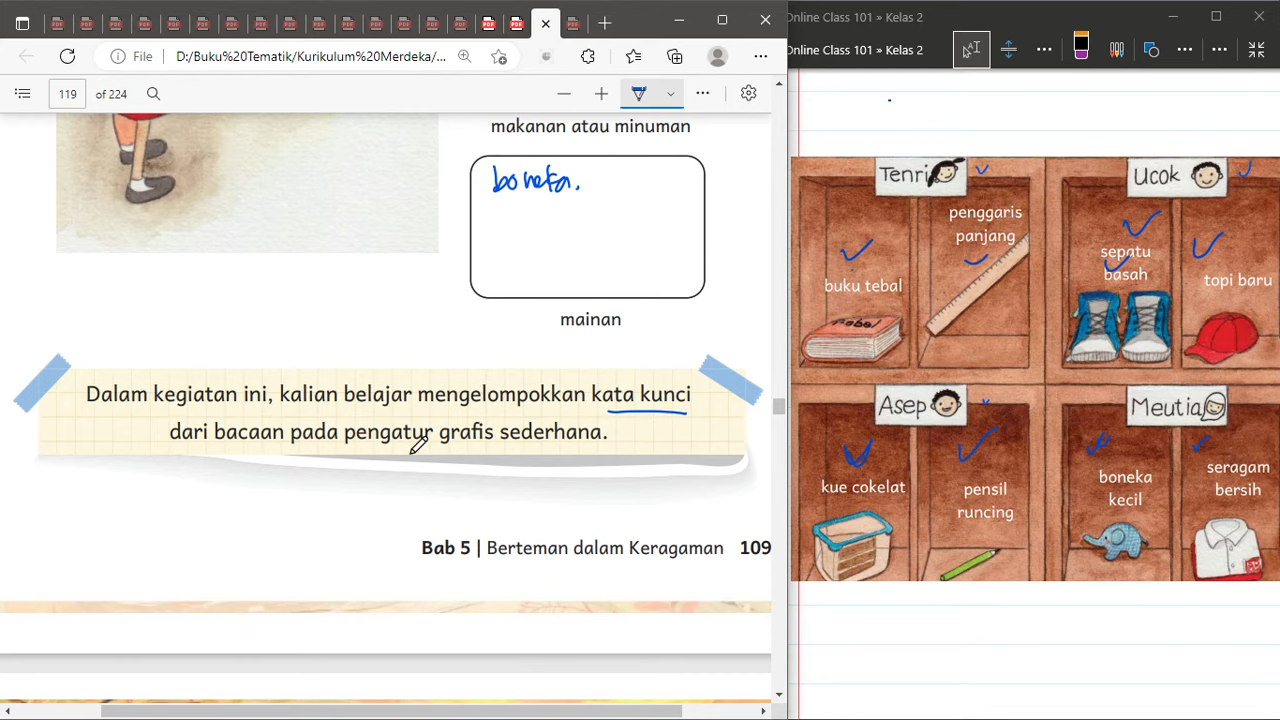 File
D:/Buku%20Tematik/Kurikulum%20Merdeka/...
119
of 224
makanan atau minuman
boneka.
mainan
Dalam kegiatan ini, kalian belajar mengelompokkan kata kunci
dari bacaan pada pengatur grafis sederhana.
Bab 5 | Berteman dalam Keragaman 109
Online Class 101 » Kelas 2
Online Class 101 » Kelas 2
Tenri
buku tebal
penggaris
panjang
Ucok
sepatu
basah
topi baru
Asep
kue cokelat
pensil
runcing
Meutia
boneka
kecil
seragam
bersih